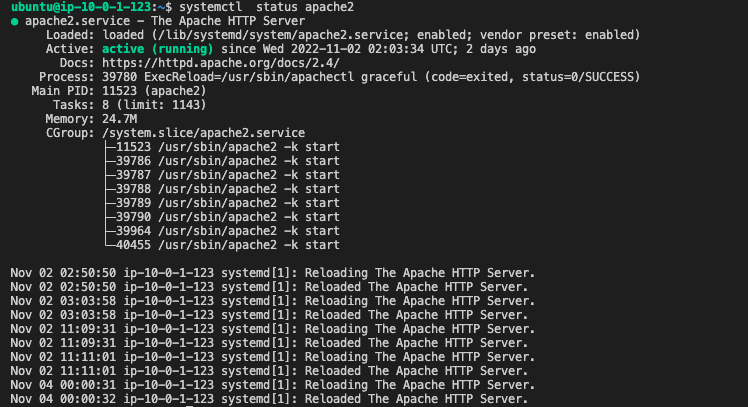 ubuntu@ip-10-0-1-123:~$ systemctl  status apache2
● apache2.service - The Apache HTTP Server
     Loaded: loaded (/lib/systemd/system/apache2.service; enabled; vendor preset: enabled)
     Active: active (running) since Wed 2022-11-02 02:03:34 UTC; 2 days ago
       Docs: https://httpd.apache.org/docs/2.4/
    Process: 39780 ExecReload=/usr/sbin/apachectl graceful (code=exited, status=0/SUCCESS)
   Main PID: 11523 (apache2)
      Tasks: 8 (limit: 1143)
     Memory: 24.7M
     CGroup: /system.slice/apache2.service
             ├─11523 /usr/sbin/apache2 -k start
             ├─39786 /usr/sbin/apache2 -k start
             ├─39787 /usr/sbin/apache2 -k start
             ├─39788 /usr/sbin/apache2 -k start
             ├─39789 /usr/sbin/apache2 -k start
             ├─39790 /usr/sbin/apache2 -k start
             ├─39964 /usr/sbin/apache2 -k start
             └─40455 /usr/sbin/apache2 -k start

Nov 02 02:50:50 ip-10-0-1-123 systemd[1]: Reloading The Apache HTTP Server.
Nov 02 02:50:50 ip-10-0-1-123 systemd[1]: Reloaded The Apache HTTP Server.
Nov 02 03:03:58 ip-10-0-1-123 systemd[1]: Reloading The Apache HTTP Server.
Nov 02 03:03:58 ip-10-0-1-123 systemd[1]: Reloaded The Apache HTTP Server.
Nov 02 11:09:31 ip-10-0-1-123 systemd[1]: Reloading The Apache HTTP Server.
Nov 02 11:09:31 ip-10-0-1-123 systemd[1]: Reloaded The Apache HTTP Server.
Nov 02 11:11:01 ip-10-0-1-123 systemd[1]: Reloading The Apache HTTP Server.
Nov 02 11:11:01 ip-10-0-1-123 systemd[1]: Reloaded The Apache HTTP Server.
Nov 04 00:00:31 ip-10-0-1-123 systemd[1]: Reloading The Apache HTTP Server.
Nov 04 00:00:32 ip-10-0-1-123 systemd[1]: Reloaded The Apache HTTP Server.